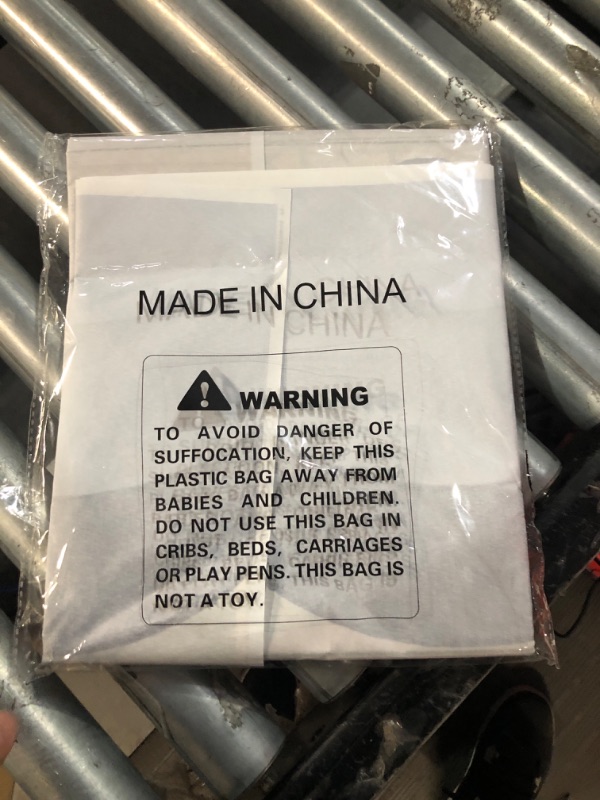 MADE IN CHINA
WARNING
TO AVOID DANGER OF
SUFFOCATION, KEEP THIS
PLASTIC BAG AWAY FROM
BABIES AND CHILDREN.
DO NOT USE THIS BAG IN
CRIBS, BEDS, CARRIAGES
OR PLAY PENS. THIS BAG IS
NOT A TOY.